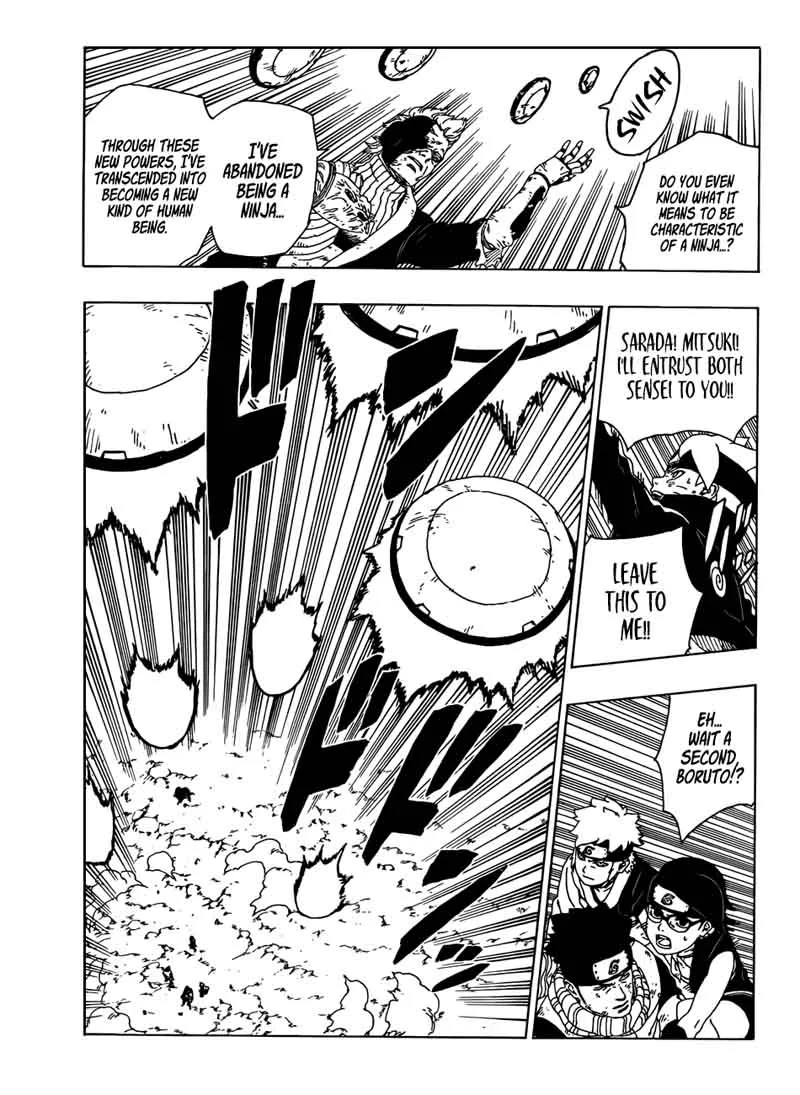 SWISH
DO YOU EVEN
KNOW WHAT IT
MEANS TO BE
CHARACTERISTIC
OF A NINJA...?
I'VE
ABANDONED
BEING A
NINJA...
THROUGH THESE
NEW POWERS, I'VE
TRANSCENDED INTO
BECOMING A NEW
KIND OF HUMAN
BEING.
SARADA! MITSUKI!
I'LL ENTRUST BOTH
SENSEI TO YOU!!
LEAVE
THIS TO
ME!!
ドドン
ドドドン
EH...
WAIT A
SECOND,
BORUTO!?